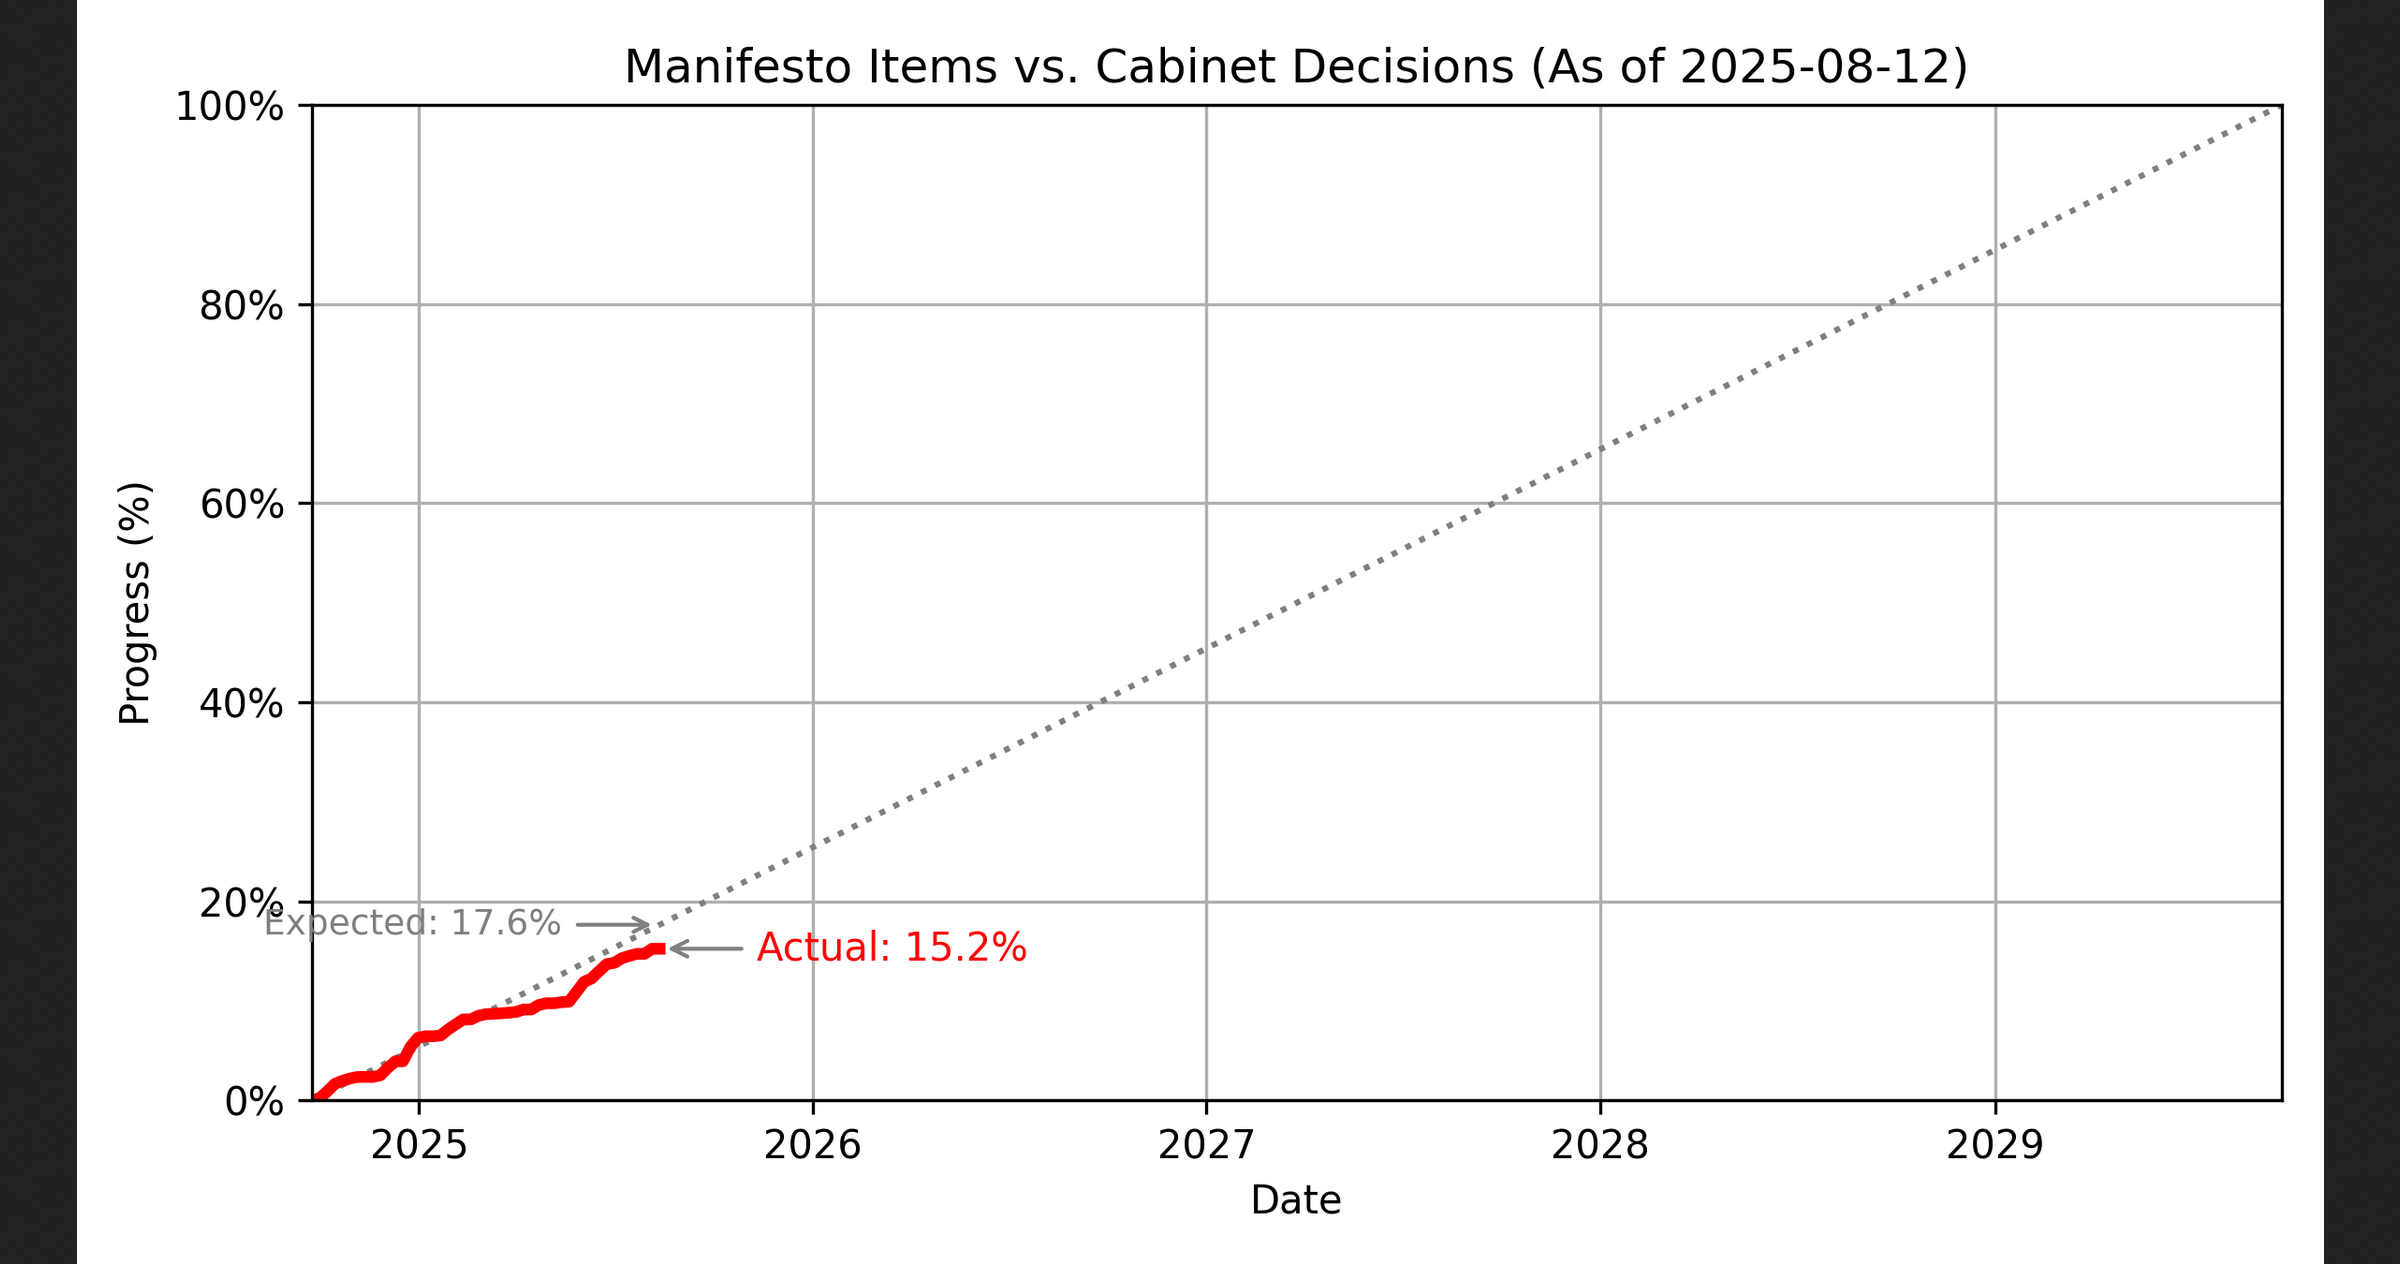 Manifesto Items vs. Cabinet Decisions (As of 2025-08-12)
100%
80%
60%
40%
20%
0%
Progress (%)
Expected: 17.6%
Actual: 15.2%
2025
2026
2027
2028
2029
Date